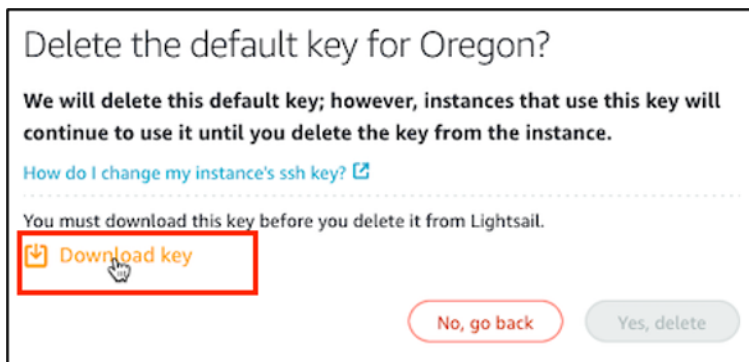 Delete the default key for Oregon?
We will delete this default key; however, instances that use this key will
continue to use it until you delete the key from the instance.
How do I change my instance's ssh key?
You must download this key before you delete it from Lightsail.
Download key
No, go back
Yes, delete